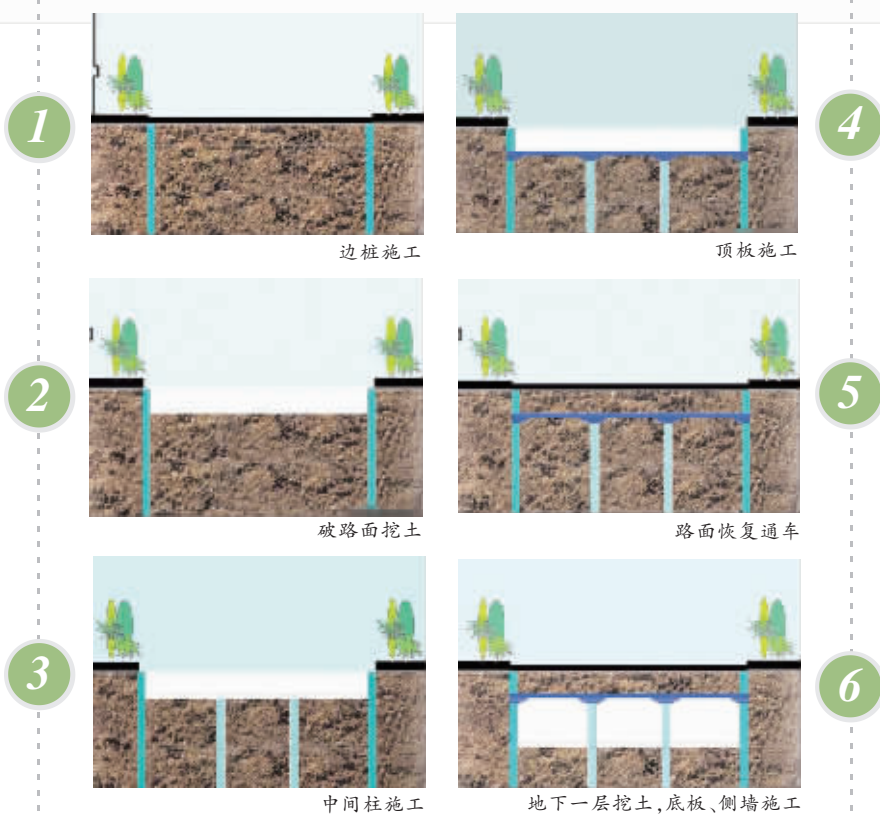 1
边桩施工
2
破路面挖土
3
中间柱施工
4
顶板施工
5
路面恢复通车
6
地下一层挖土,底板、侧墙施工